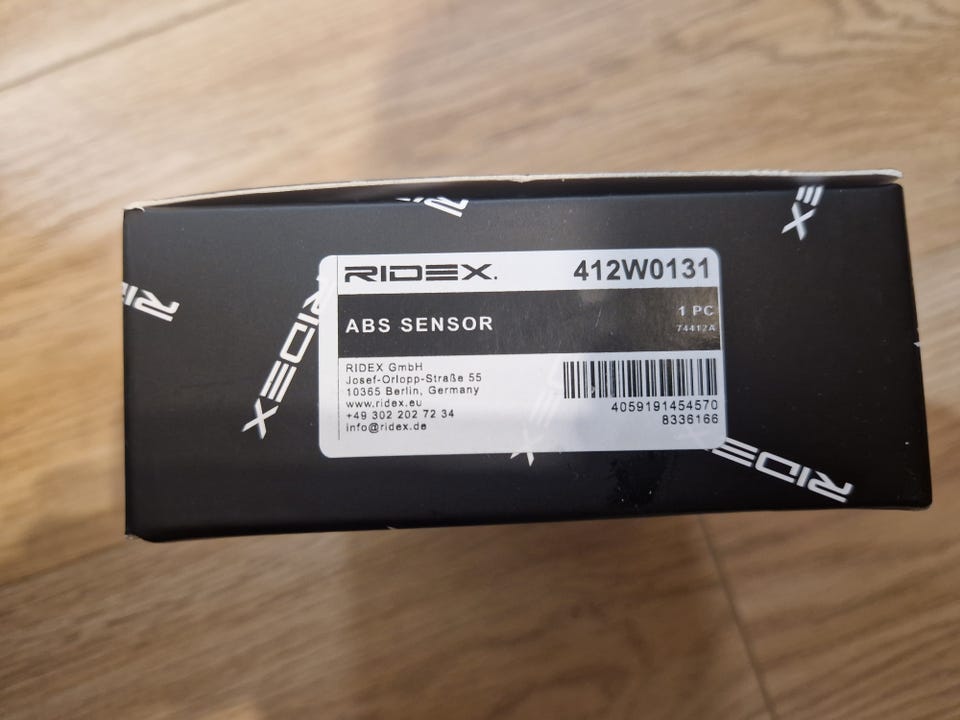 RIDEX. 412W0131
ABS SENSOR
1 PC
74412A
RIDEX GmbH
Josef-Orlopp-Straße 55
10365 Berlin, Germany
www.ridex.eu
+49 302 202 72 34
info@ridex.de
4059191454570
8336166
RIDEX
RIDEX
EX